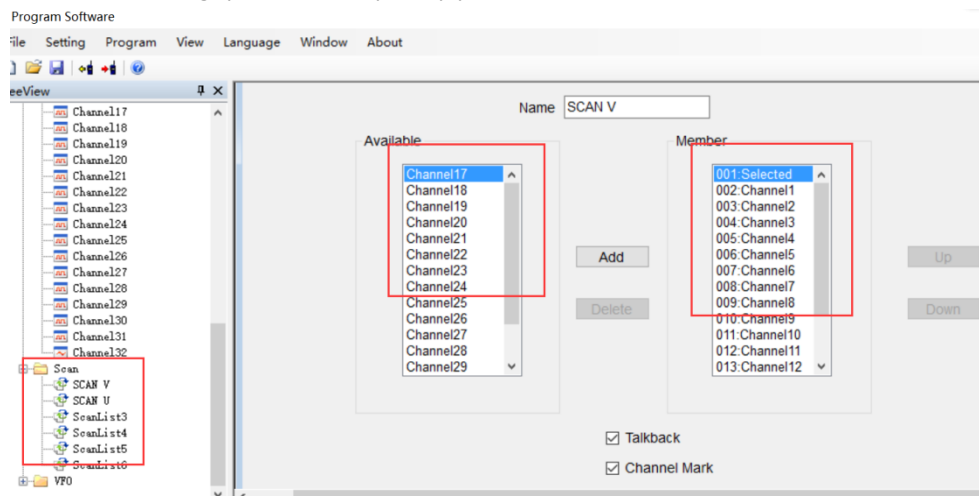 Program Software
File Setting Program View Language Window About
eeView
Channel17
Channel18
Channel19
Channel20
Channel21
Channel22
Channel23
Channel24
Channel25
Channel26
Channel27
Channel28
Channel29
Channel30
Channel31
Channel32
Scan
SCAN V
SCAN U
ScanList3
ScanList4
ScanList5
ScanList6
VFO
Name SCAN V
Available
Channel17
Channel18
Channel19
Channel20
Channel21
Channel22
Channel23
Channel24
Channel25
Channel26
Channel27
Channel28
Channel29
Add
Delete
Member
001:Selected
002:Channel1
003:Channel2
004:Channel3
005:Channel4
006:Channel5
007:Channel6
008:Channel7
009:Channel8
010:Channel9
011:Channel10
012:Channel11
013:Channel12
Up
Down
Talkback
Channel Mark